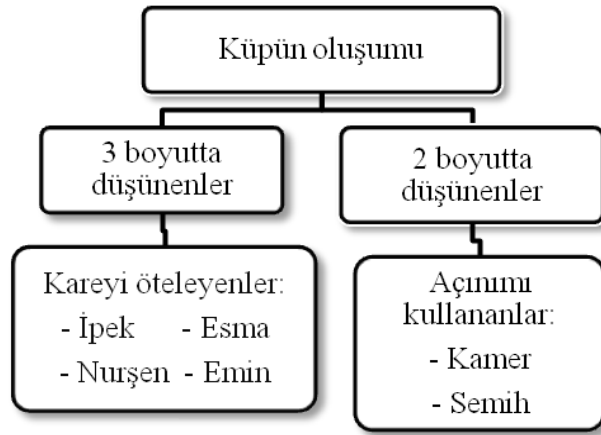 Küpün oluşumu
3 boyutta
düşünenler
2 boyutta
düşünenler
Kareyi öteleyenler:
- İpek - Esma
- Nurşen - Emin
Açınımı
kullananlar:
- Kamer
- Semih